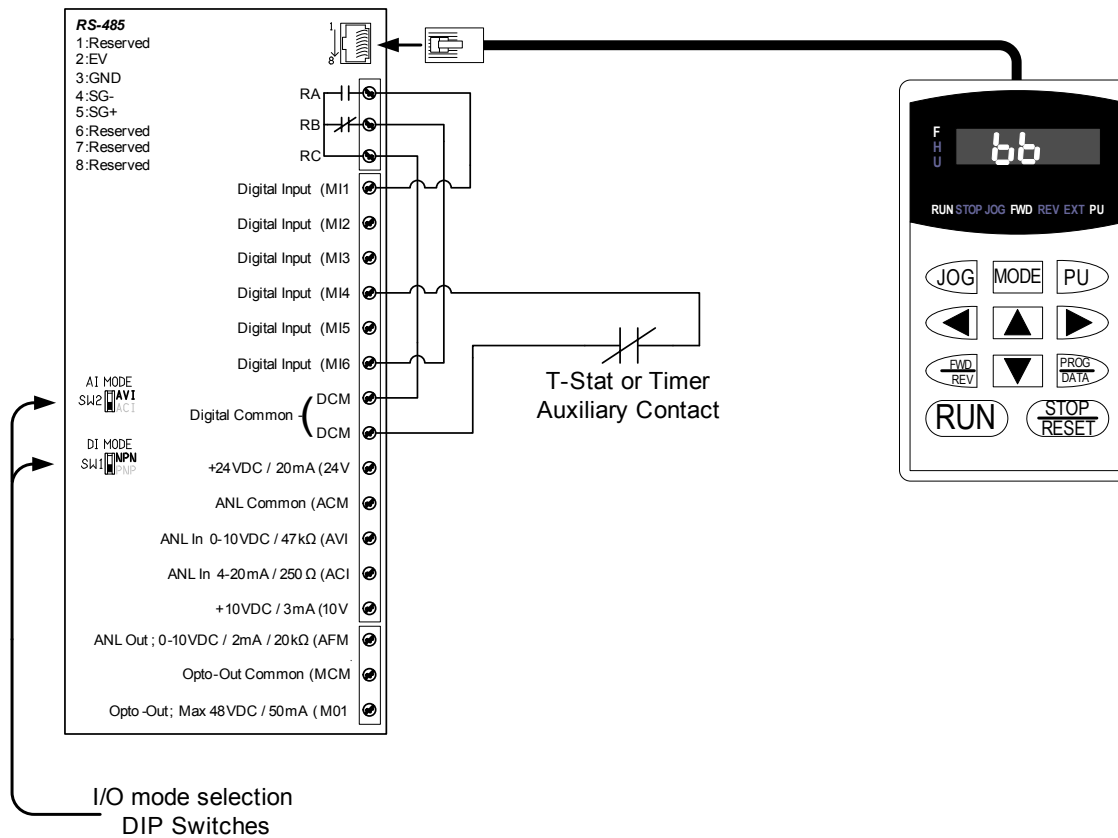 RS-485
1:Reserved
2:EV
3:GND
4:SG-
5:SG+
6:Reserved
7:Reserved
8:Reserved
1
8
RA
RB
RC
Digital Input (MI1
Digital Input (MI2
Digital Input (MI3
Digital Input (MI4
Digital Input (MI5
Digital Input (MI6
Digital Common - (
DCM
DCM
+24VDC / 20mA (24V
ANL Common (ACM
ANL In 0-10VDC / 47kΩ (AVI
ANL In 4-20mA / 250 Ω (ACI
+10VDC / 3mA (10V
ANL Out ; 0-10VDC / 2mA / 20kΩ (AFM
Opto-Out Common (MCM
Opto -Out; Max 48VDC / 50mA ( M01
AI MODE
SW2 AVI
ACI
DI MODE
SW1 NPN
PNP
I/O mode selection
DIP Switches
T-Stat or Timer
Auxiliary Contact
F
H
U
bb
RUN STOP JOG FWD REV EXT PU
JOG MODE PU
FWD
REV
PROG
DATA
RUN
STOP
RESET